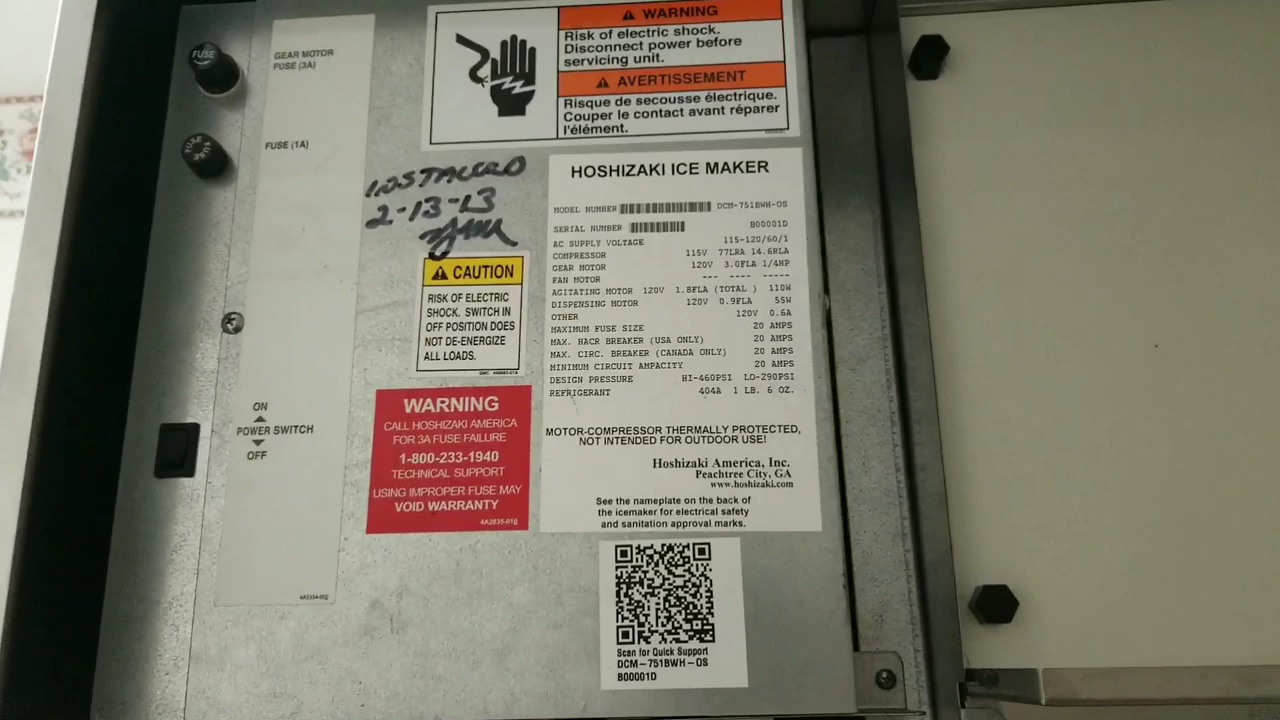 FUSE
GEAR MOTOR
FUSE (3A)
FUSE
FUSE (1A)
WARNING
Risk of electric shock.
Disconnect power before
servicing unit.
AVERTISSEMENT
Risque de secousse électrique.
Couper le contact avant réparer
l'élément.
INSTALLED
2-13-13
CAUTION
RISK OF ELECTRIC
SHOCK. SWITCH IN
OFF POSITION DOES
NOT DE-ENERGIZE
ALL LOADS.
WARNING
CALL HOSHIZAKI AMERICA
FOR 3A FUSE FAILURE
1-800-233-1940
TECHNICAL SUPPORT
USING IMPROPER FUSE MAY
VOID WARRANTY
ON
POWER SWITCH
OFF
HOSHIZAKI ICE MAKER
MODEL NUMBER DCM-751BWH-OS
SERIAL NUMBER B00001D
AC SUPPLY VOLTAGE 115-120/60/1
COMPRESSOR 115V 77LRA 14.6RLA
GEAR MOTOR 120V 3.0FLA 1/4HP
FAN MOTOR --- ---- -----
AGITATING MOTOR 120V 1.8FLA (TOTAL ) 110W
DISPENSING MOTOR 120V 0.9FLA 55W
OTHER 120V 0.6A
MAXIMUM FUSE SIZE 20 AMPS
MAX. HACR BREAKER (USA ONLY) 20 AMPS
MAX. CIRC. BREAKER (CANADA ONLY) 20 AMPS
MINIMUM CIRCUIT AMPACITY 20 AMPS
DESIGN PRESSURE HI-460PSI LO-290PSI
REFRIGERANT 404A 1 LB. 6 OZ.
MOTOR-COMPRESSOR THERMALLY PROTECTED,
NOT INTENDED FOR OUTDOOR USE!
Hoshizaki America, Inc.
Peachtree City, GA
www.hoshizaki.com
See the nameplate on the back of
the icemaker for electrical safety
and sanitation approval marks.
Scan for Quick Support
DCM-751BWH-OS
B00001D